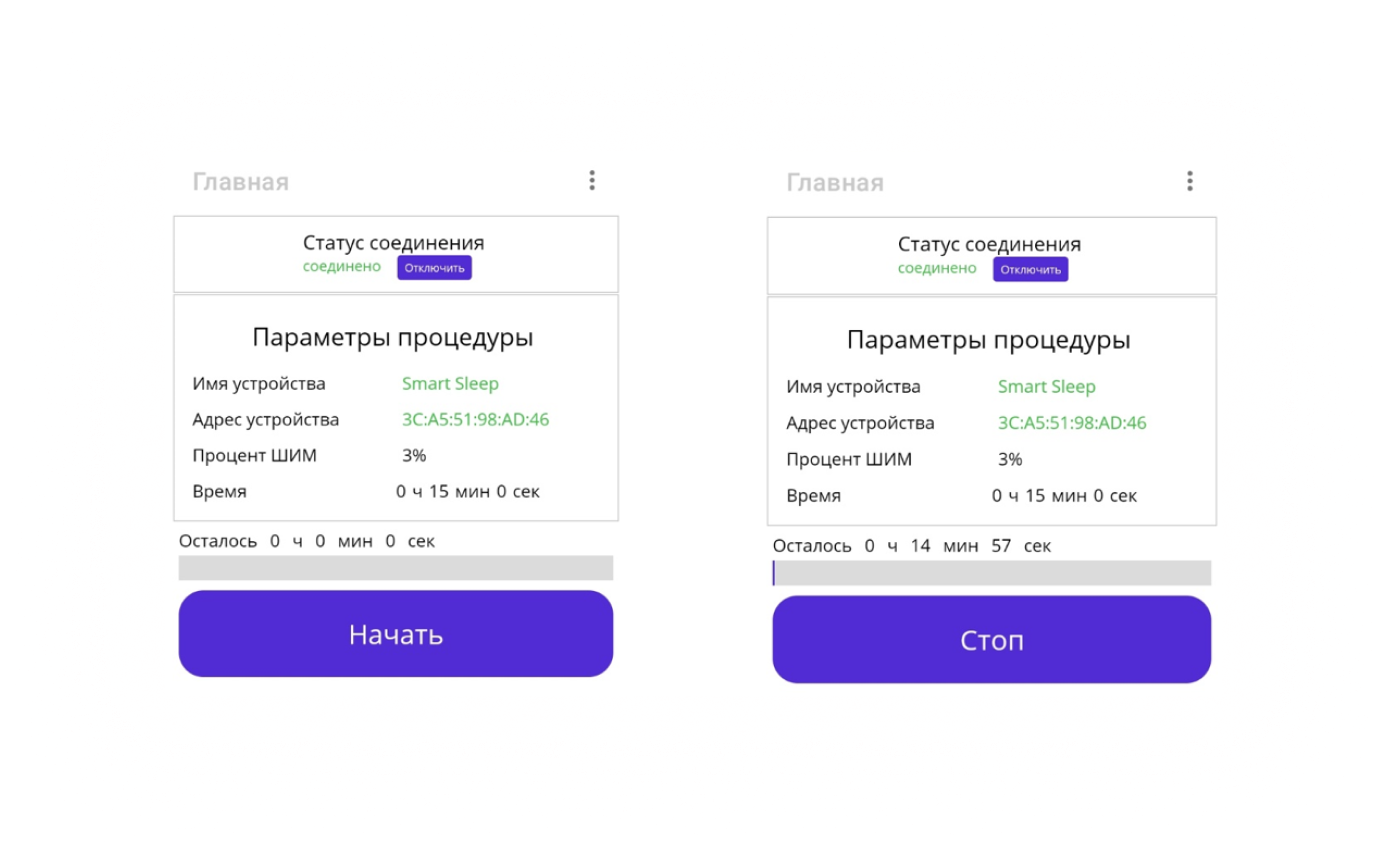 Главная
Статус соединения
соединено Отключить
Параметры процедуры
Имя устройства Smart Sleep
Адрес устройства 3C:A5:51:98:AD:46
Процент ШИМ 3%
Время 0 ч 15 мин 0 сек
Осталось 0 ч 0 мин 0 сек
Начать
Главная
Статус соединения
соединено Отключить
Параметры процедуры
Имя устройства Smart Sleep
Адрес устройства 3C:A5:51:98:AD:46
Процент ШИМ 3%
Время 0 ч 15 мин 0 сек
Осталось 0 ч 14 мин 57 сек
Стоп